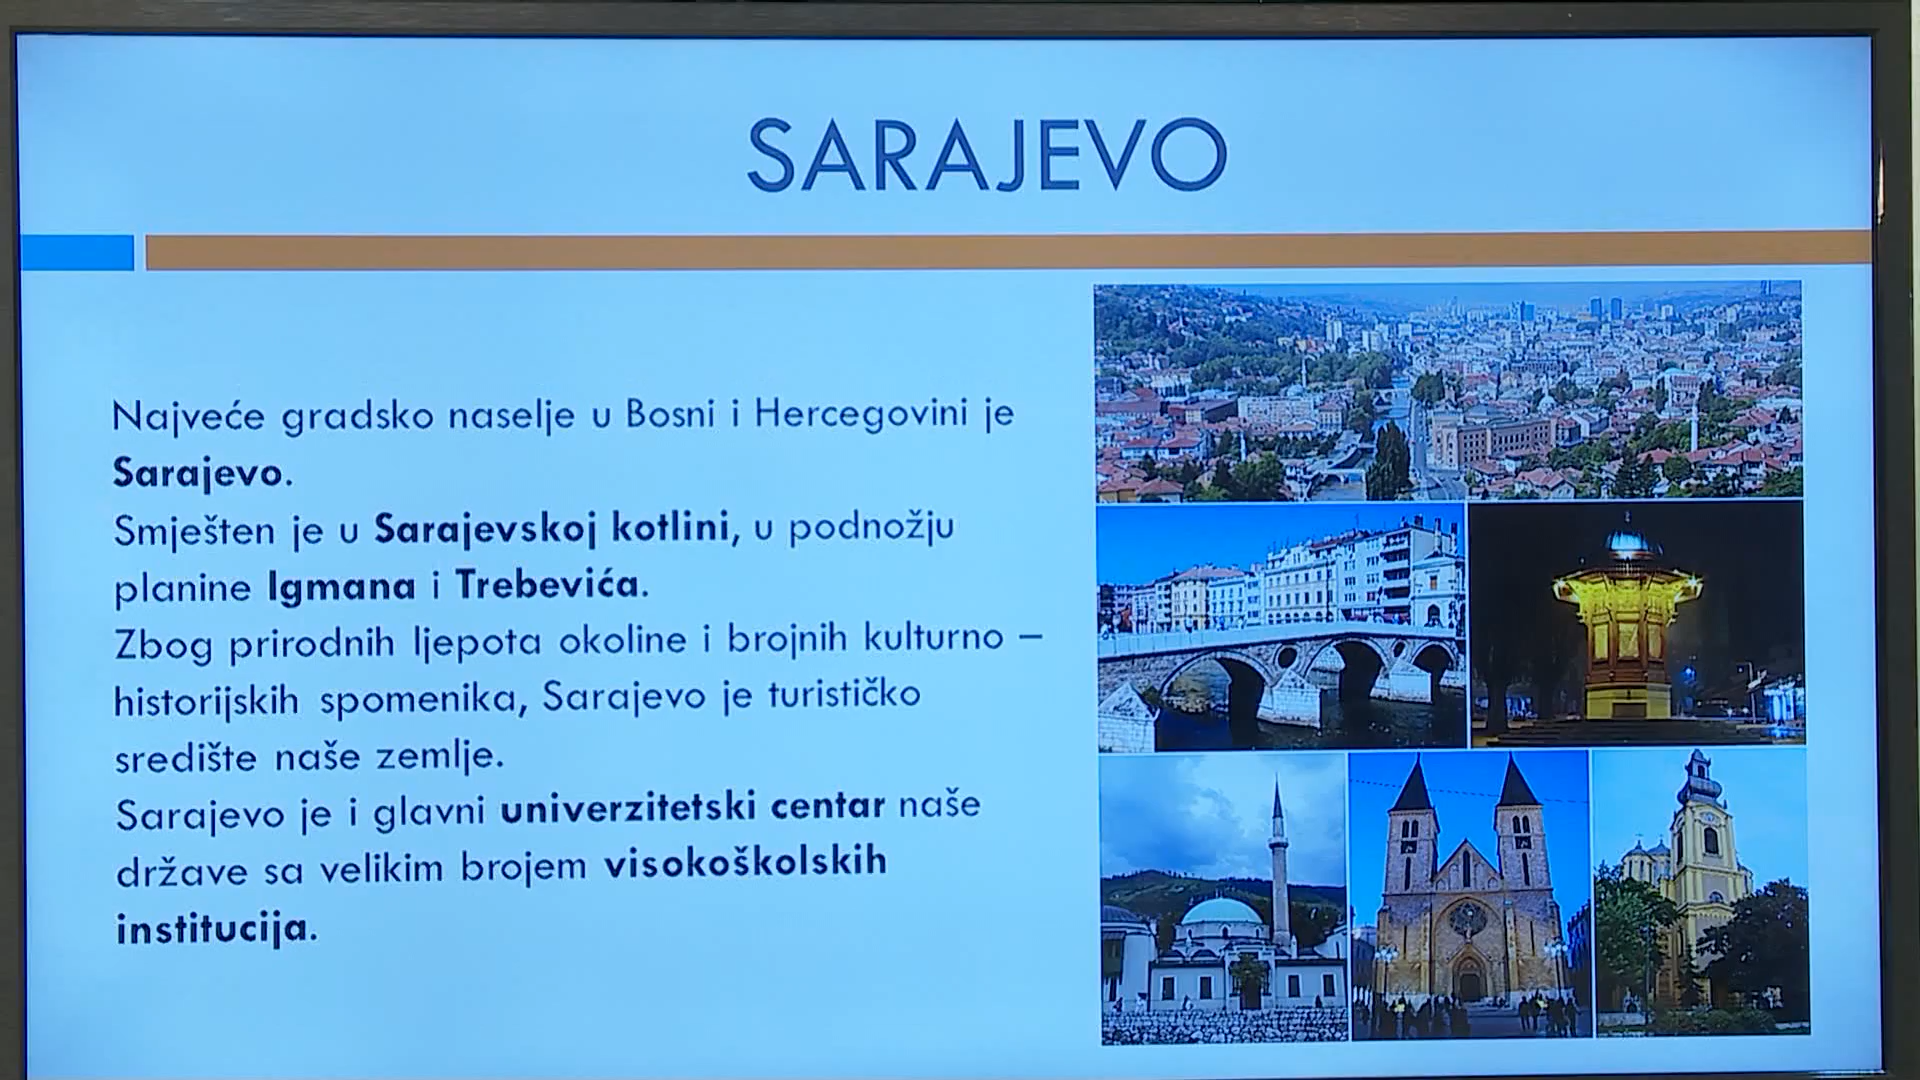 SARAJEVO
Najveće gradsko naselje u Bosni i Hercegovini je
Sarajevo.
Smješten je u Sarajevskoj kotlini, u podnožju
planine Igmana i Trebevića.
Zbog prirodnih ljepota okoline i brojnih kulturno –
historijskih spomenika, Sarajevo je turističko
središte naše zemlje.
Sarajevo je i glavni univerzitetski centar naše
države sa velikim brojem visokoškolskih
institucija.